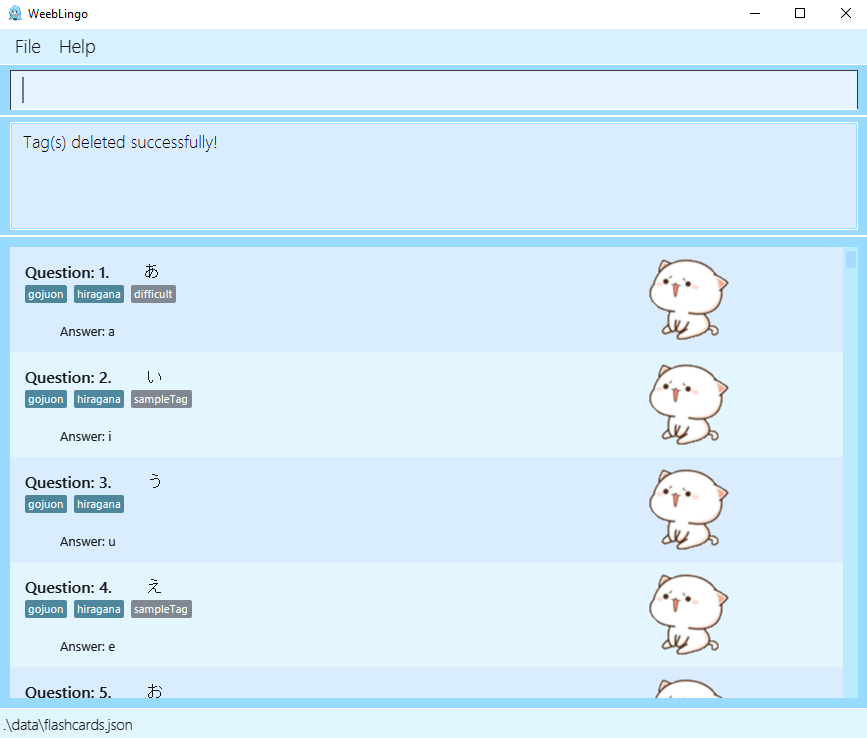 WeebLingo
File Help
Tag(s) deleted successfully!
Question: 1. あ
gojuon hiragana difficult
Answer: a
Question: 2. い
gojuon hiragana sampleTag
Answer: i
Question: 3. う
gojuon hiragana
Answer: u
Question: 4. え
gojuon hiragana sampleTag
Answer: e
Question: 5. お
.\data\flashcards.json